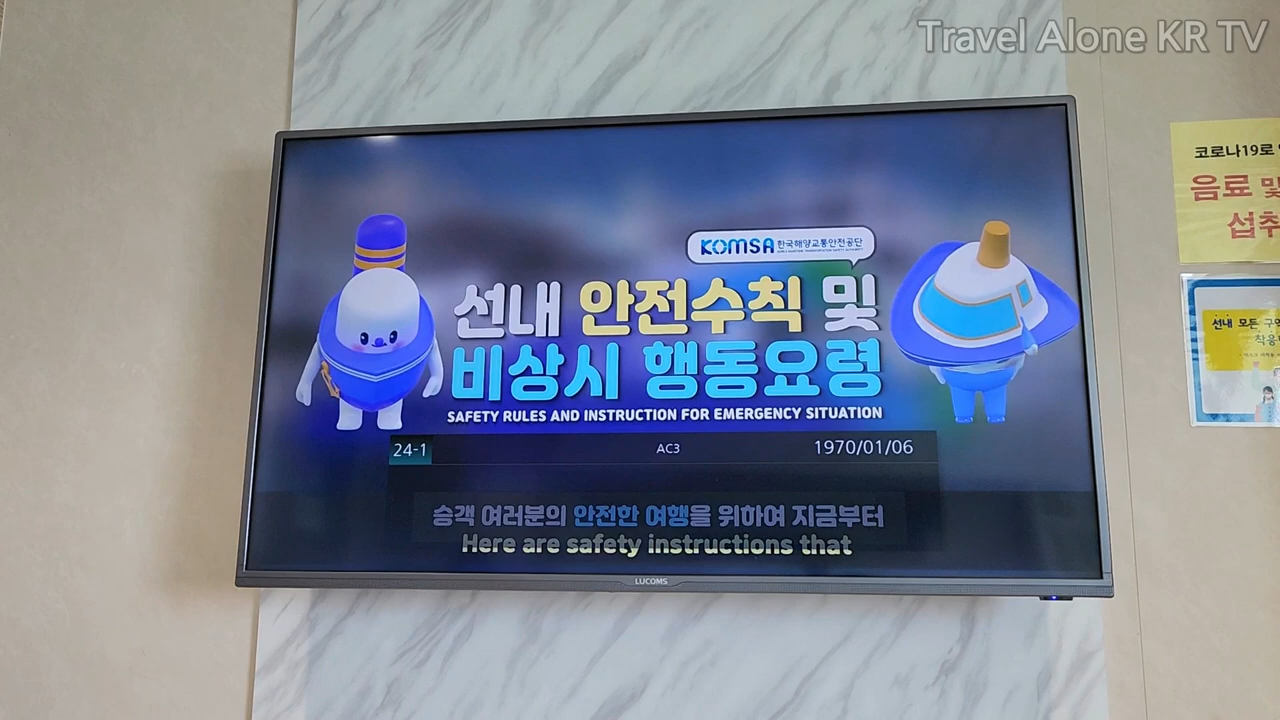 Travel Alone KR TV
코로나19로
음료 및
섭취
KOMSA 한국해양교통안전공단
선내 안전수칙 및
비상시 행동요령
SAFETY RULES AND INSTRUCTION FOR EMERGENCY SITUATION
선내 모든 구역
24-1 AC3 1970/01/06
승객 여러분의 안전한 여행을 위하여 지금부터
Here are safety instructions that
LUCOMS